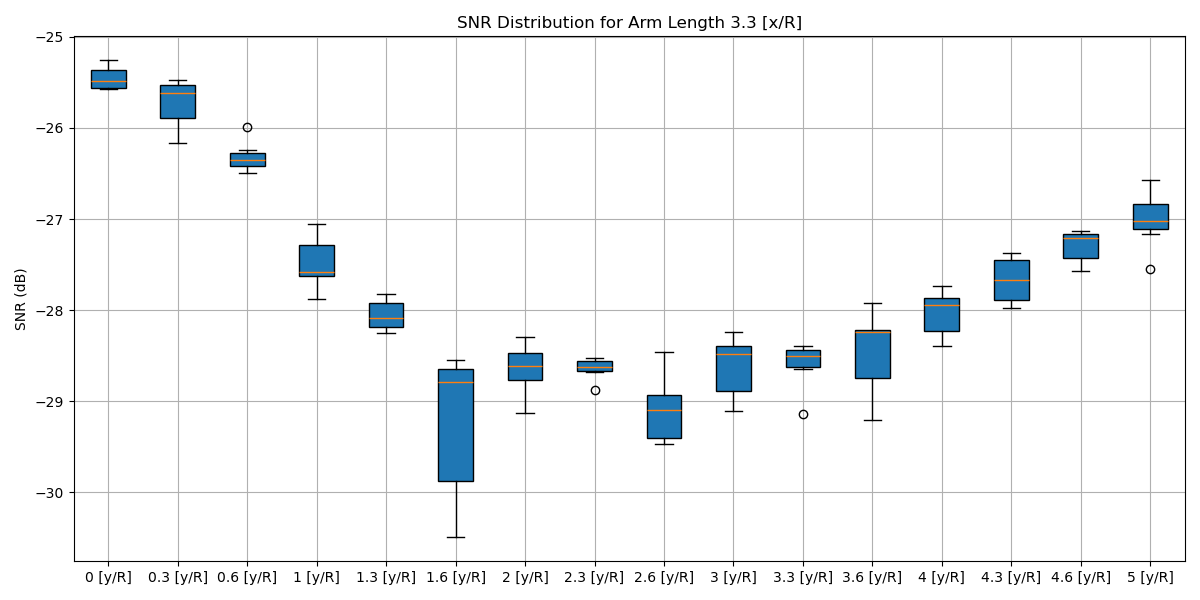 SNR Distribution for Arm Length 3.3 [x/R]
SNR (dB)
−25
−26
−27
−28
−29
−30
0 [y/R] 0.3 [y/R] 0.6 [y/R] 1 [y/R] 1.3 [y/R] 1.6 [y/R] 2 [y/R] 2.3 [y/R] 2.6 [y/R] 3 [y/R] 3.3 [y/R] 3.6 [y/R] 4 [y/R] 4.3 [y/R] 4.6 [y/R] 5 [y/R]